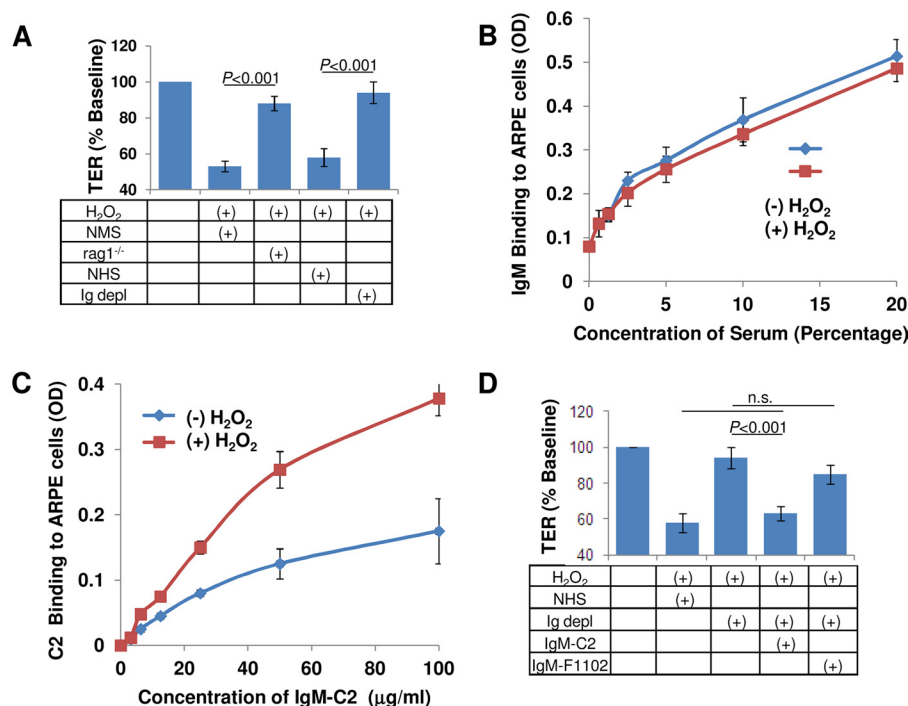 A
TER (% Baseline)
120
100
80
60
40
P<0.001
P<0.001
H₂O₂ (+) (+) (+) (+)
NMS (+)
rag1⁻/⁻ (+)
NHS (+)
Ig depl (+)
B
IgM Binding to ARPE cells (OD)
0.6
0.5
0.4
0.3
0.2
0.1
0
(-) H₂O₂
(+) H₂O₂
0 5 10 15 20
Concentration of Serum (Percentage)
C
C2 Binding to ARPE cells (OD)
0.4
0.3
0.2
0.1
0
(-) H₂O₂
(+) H₂O₂
0 20 40 60 80 100
Concentration of IgM-C2 (μg/ml)
D
TER (% Baseline)
120
100
80
60
40
n.s.
P<0.001
H₂O₂ (+) (+) (+) (+)
NHS (+)
Ig depl (+) (+) (+)
IgM-C2 (+)
IgM-F1102 (+)